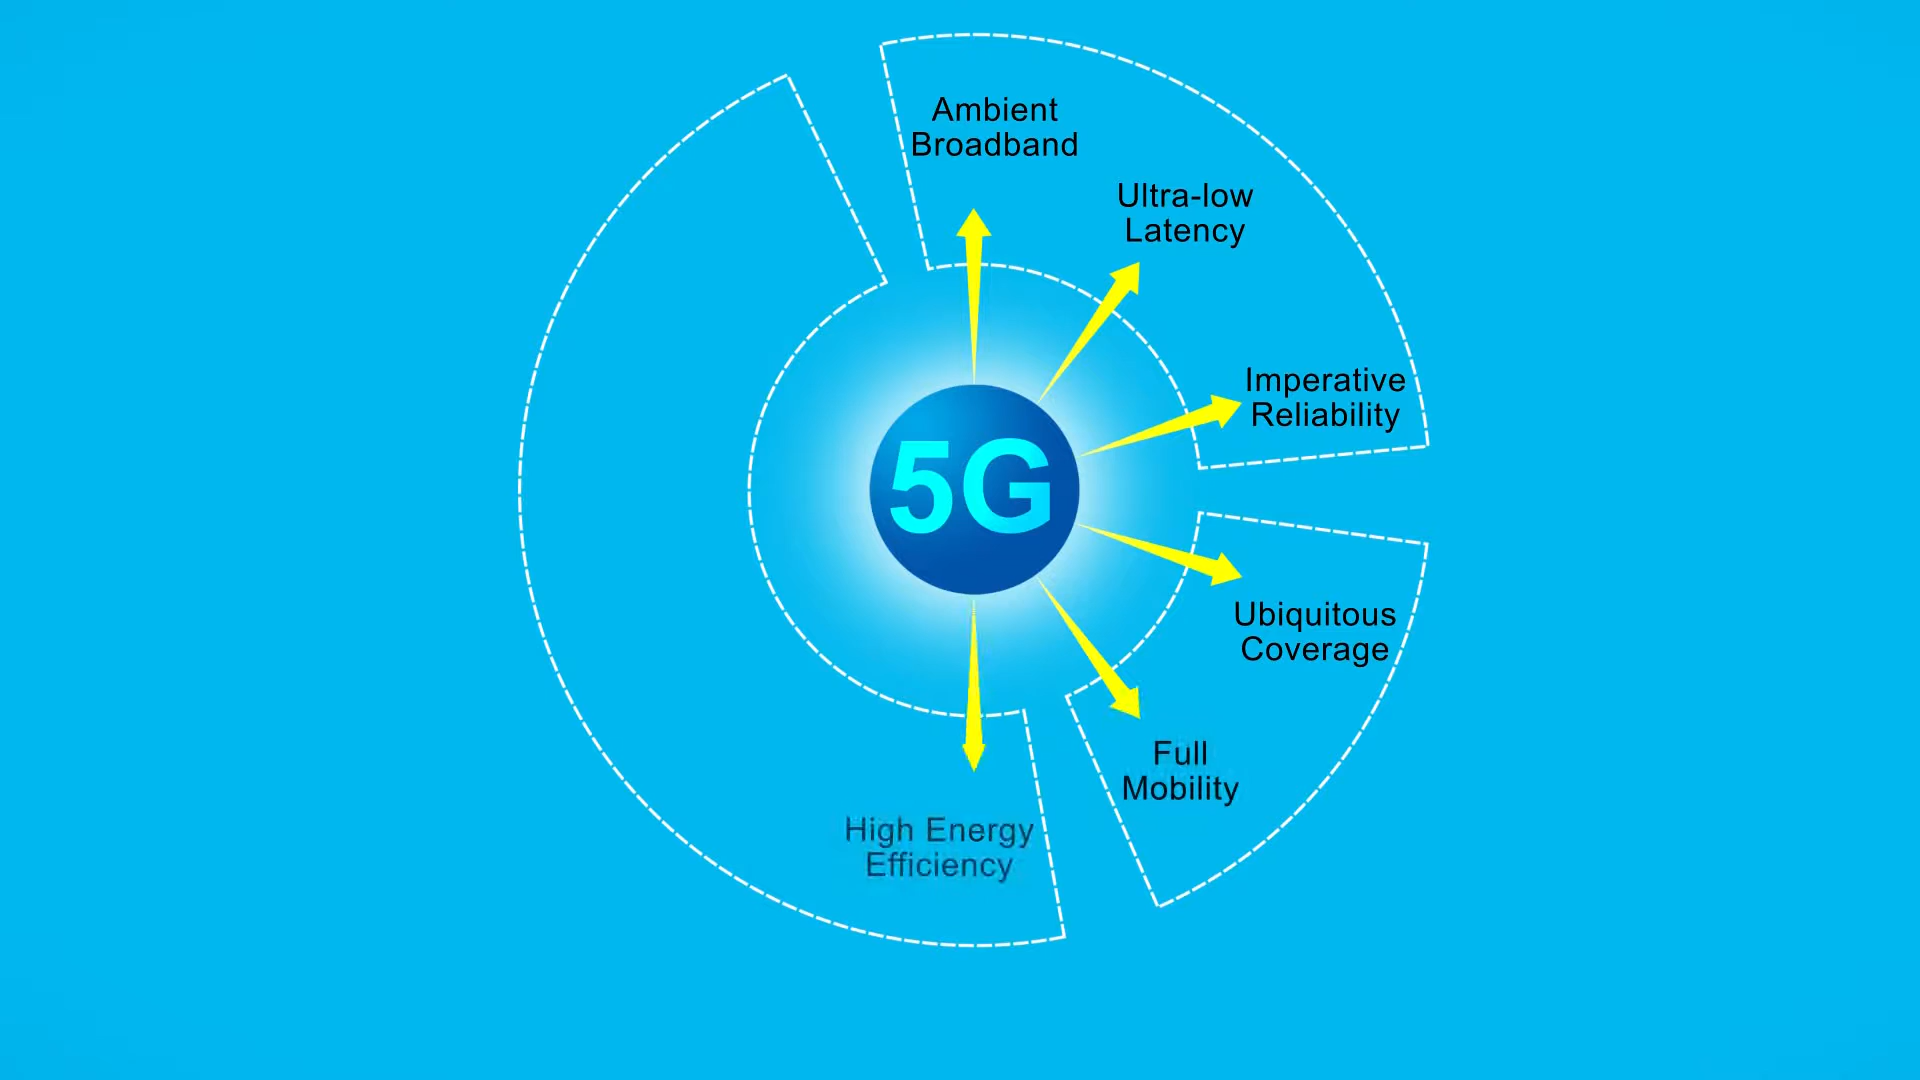 Ambient
Broadband
Ultra-low
Latency
Imperative
Reliability
5G
Ubiquitous
Coverage
Full
Mobility
High Energy
Efficiency